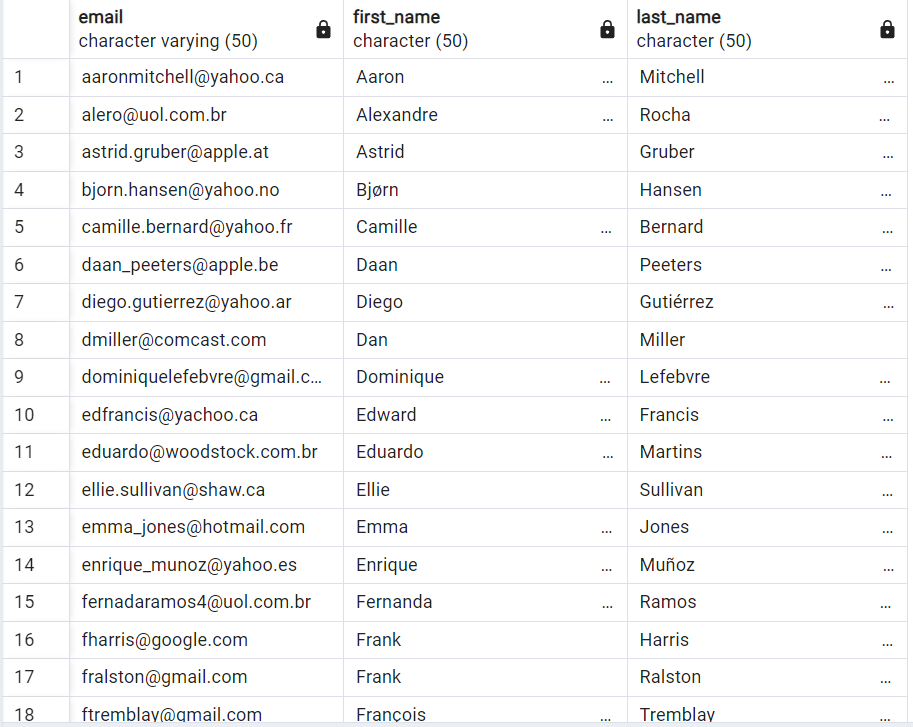 email first_name last_name
character varying (50) character (50) character (50)
1 aaronmitchell@yahoo.ca Aaron ... Mitchell ...
2 alero@uol.com.br Alexandre ... Rocha ...
3 astrid.gruber@apple.at Astrid Gruber ...
4 bjorn.hansen@yahoo.no Bjørn Hansen ...
5 camille.bernard@yahoo.fr Camille ... Bernard ...
6 daan_peeters@apple.be Daan Peeters ...
7 diego.gutierrez@yahoo.ar Diego Gutiérrez ...
8 dmiller@comcast.com Dan Miller
9 dominiquelefebvre@gmail.c... Dominique ... Lefebvre ...
10 edfrancis@yachoo.ca Edward ... Francis ...
11 eduardo@woodstock.com.br Eduardo ... Martins ...
12 ellie.sullivan@shaw.ca Ellie Sullivan ...
13 emma_jones@hotmail.com Emma ... Jones ...
14 enrique_munoz@yahoo.es Enrique ... Muñoz ...
15 fernadaramos4@uol.com.br Fernanda ... Ramos ...
16 fharris@google.com Frank Harris ...
17 fralston@gmail.com Frank Ralston ...
18 ftremblay@gmail.com François ... Tremblay ...